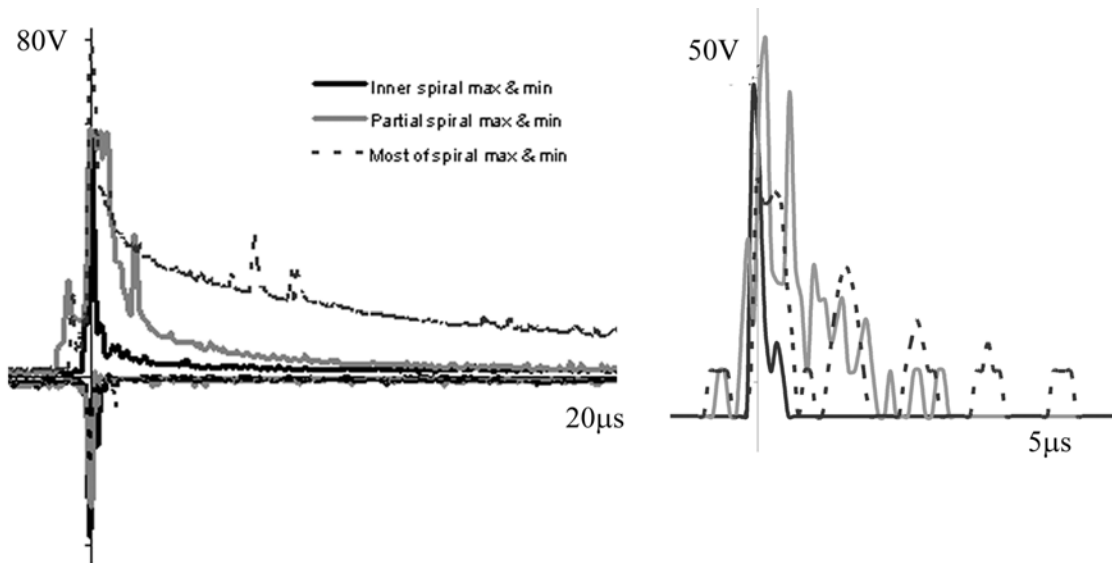 80V
Inner spiral max & min
Partial spiral max & min
Most of spiral max & min
20μs
50V
5μs